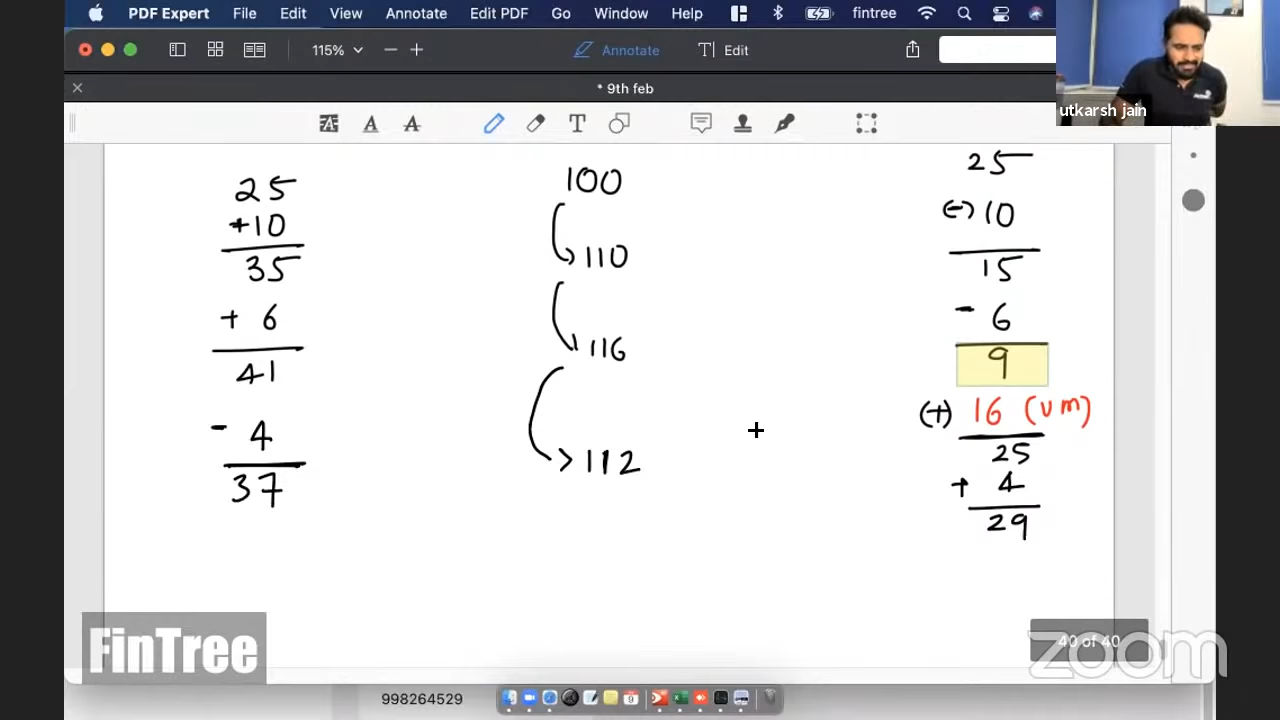 PDF Expert File Edit View Annotate Edit PDF Go Window Help fintree
115% Annotate T Edit
utkarsh jain
* 9th feb
25
+10
35
+ 6
41
- 4
37
100
110
116
112
25
(-) 10
15
- 6
9
(+) 16 (vm)
25
+ 4
29
FinTree
40 of 40
zoom
998264529